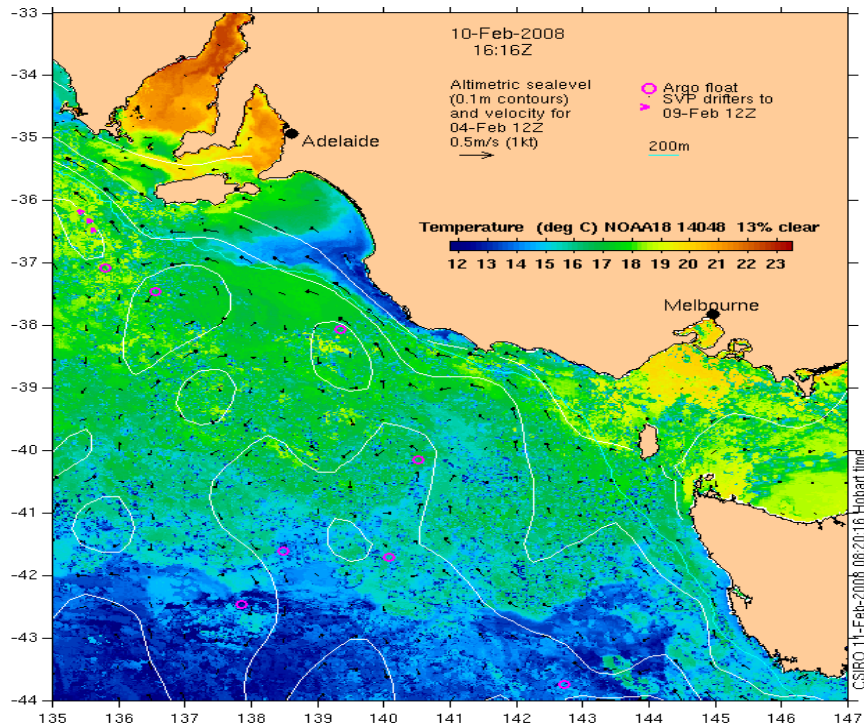 10-Feb-2008
16:16Z
Altimetric sealevel
(0.1m contours)
and velocity for
04-Feb 12Z
0.5m/s (1kt)
Argo float
SVP drifters to
09-Feb 12Z
200m
Adelaide
Temperature (deg C) NOAA18 14048 13% clear
12 13 14 15 16 17 18 19 20 21 22 23
Melbourne
-33
-34
-35
-36
-37
-38
-39
-40
-41
-42
-43
-44
135 136 137 138 139 140 141 142 143 144 145 146 147
CSIRO 11-Feb-2008 08:20:16 Hobart time